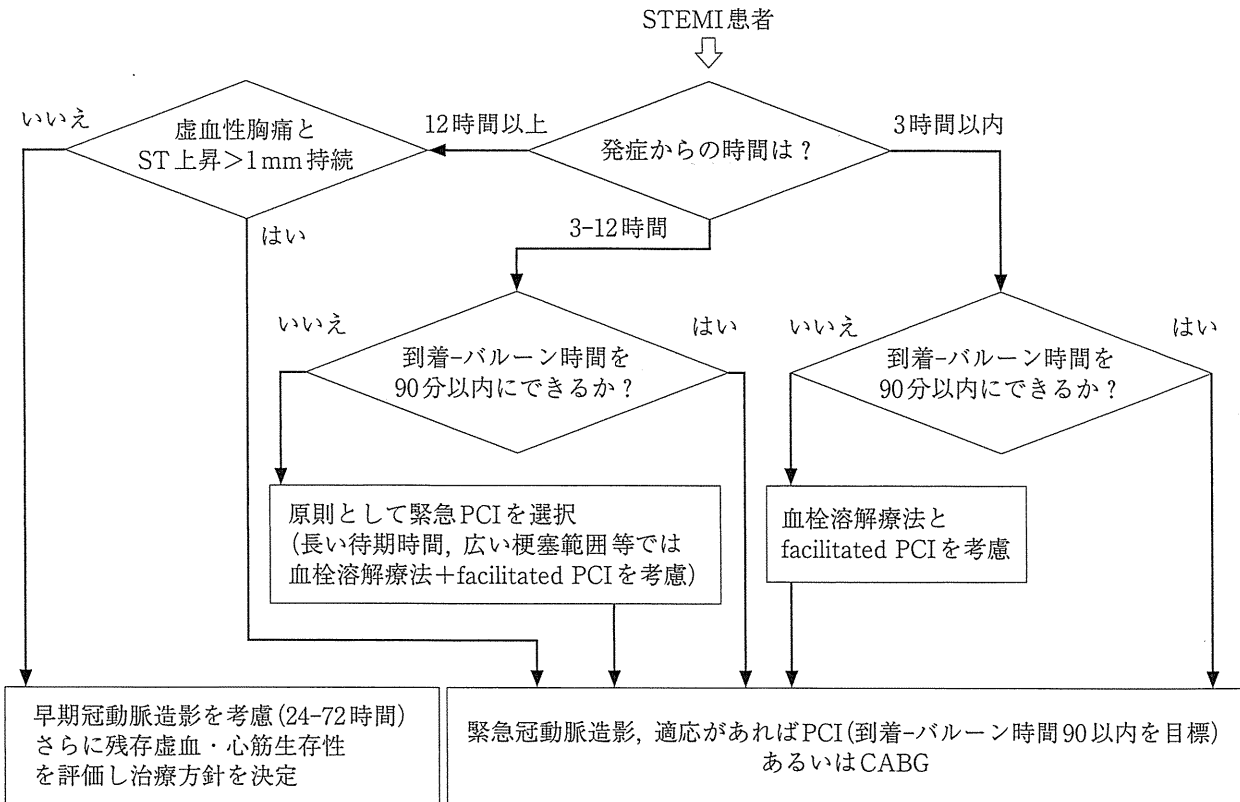 STEMI患者
発症からの時間は？
12時間以上
3時間以内
3-12時間
いいえ
虚血性胸痛と
ST上昇＞1mm持続
はい
いいえ
はい
到着-バルーン時間を
90分以内にできるか？
いいえ
はい
到着-バルーン時間を
90分以内にできるか？
原則として緊急PCIを選択
(長い待期時間, 広い梗塞範囲等では
血栓溶解療法＋facilitated PCIを考慮)
血栓溶解療法と
facilitated PCIを考慮
早期冠動脈造影を考慮(24-72時間)
さらに残存虚血・心筋生存性
を評価し治療方針を決定
緊急冠動脈造影, 適応があればPCI(到着-バルーン時間90以内を目標)
あるいはCABG